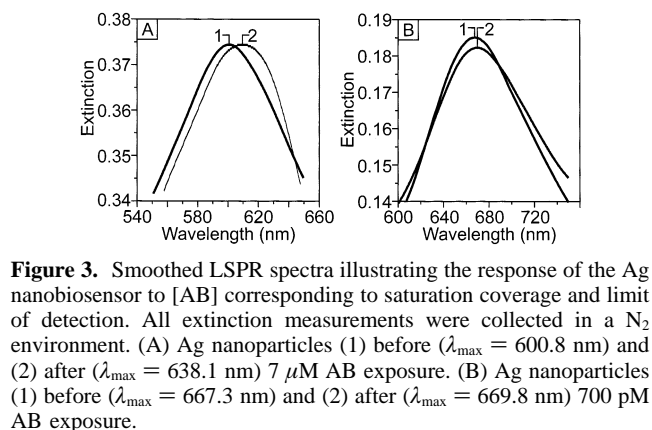 0.38
A
1 2
0.37
0.36
0.35
0.34
Extinction
540 580 620 660
Wavelength (nm)
0.19
B
1 2
0.18
0.17
0.16
0.15
0.14
Extinction
600 640 680 720
Wavelength (nm)
Figure 3. Smoothed LSPR spectra illustrating the response of the Ag
nanobiosensor to [AB] corresponding to saturation coverage and limit
of detection. All extinction measurements were collected in a N₂
environment. (A) Ag nanoparticles (1) before (λmax = 600.8 nm) and
(2) after (λmax = 638.1 nm) 7 μM AB exposure. (B) Ag nanoparticles
(1) before (λmax = 667.3 nm) and (2) after (λmax = 669.8 nm) 700 pM
AB exposure.